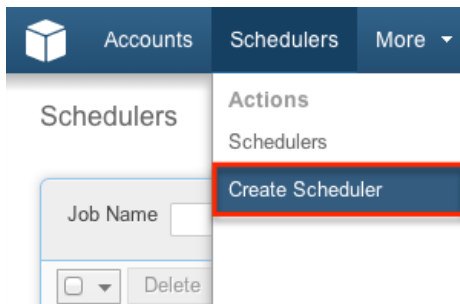 Accounts Schedulers More
Schedulers
Actions
Schedulers
Create Scheduler
Job Name
Delete